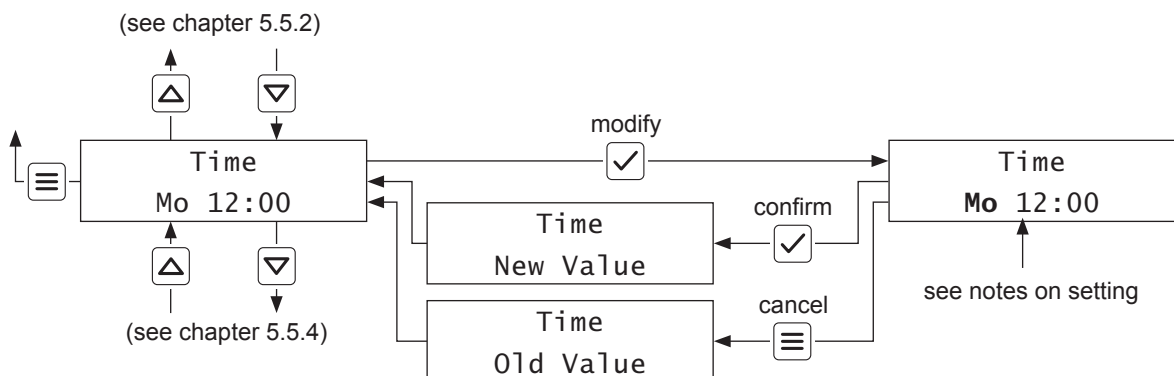 (see chapter 5.5.2)
modify
Time
Mo 12:00
Time
Mo 12:00
confirm
Time
New Value
see notes on setting
cancel
(see chapter 5.5.4)
Time
Old Value